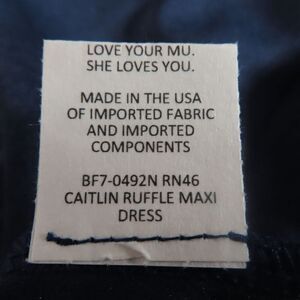 LOVE YOUR MU.
SHE LOVES YOU.
MADE IN THE USA
OF IMPORTED FABRIC
AND IMPORTED
COMPONENTS
BF7-0492N RN46
CAITLIN RUFFLE MAXI
DRESS